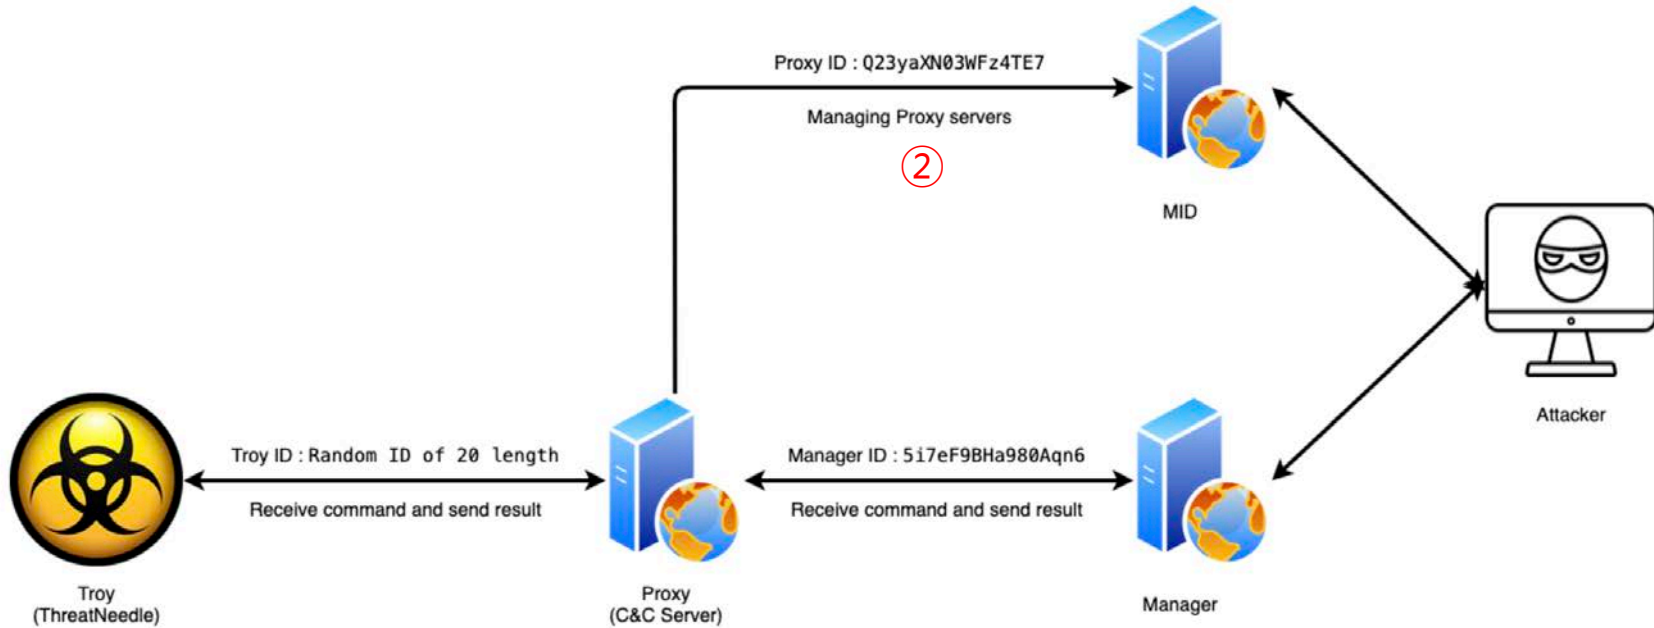 Proxy ID : Q23yaXN03WFz4TE7
Managing Proxy servers
②
MID
Attacker
Troy ID : Random ID of 20 length
Receive command and send result
Manager ID : 5i7eF9BHa980Aqn6
Receive command and send result
Troy
(ThreatNeedle)
Proxy
(C&C Server)
Manager